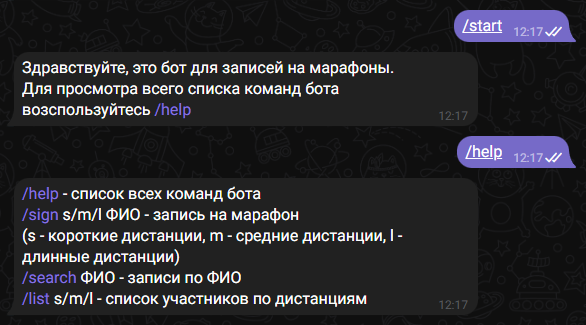 /start
12:17
Здравствуйте, это бот для записей на марафоны.
Для просмотра всего списка команд бота
возспользуйтесь /help
12:17
/help
12:17
/help - список всех команд бота
/sign s/m/l ФИО - запись на марафон
(s - короткие дистанции, m - средние дистанции, l -
длинные дистанции)
/search ФИО - записи по ФИО
/list s/m/l - список участников по дистанциям
12:17